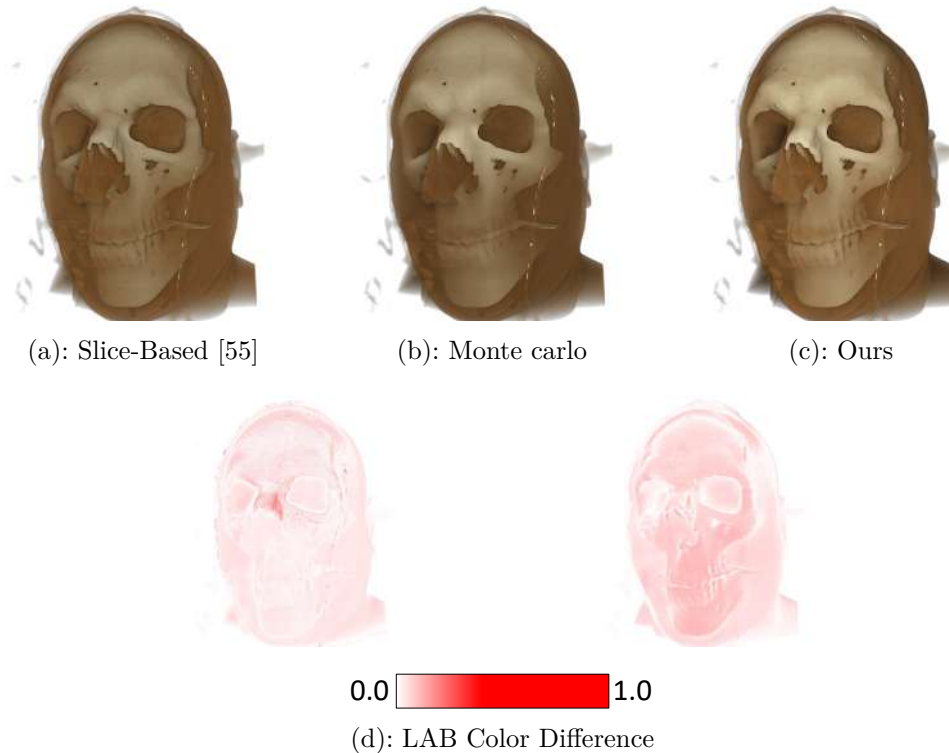 (a): Slice-Based [55]
(b): Monte carlo
(c): Ours
0.0
1.0
(d): LAB Color Difference